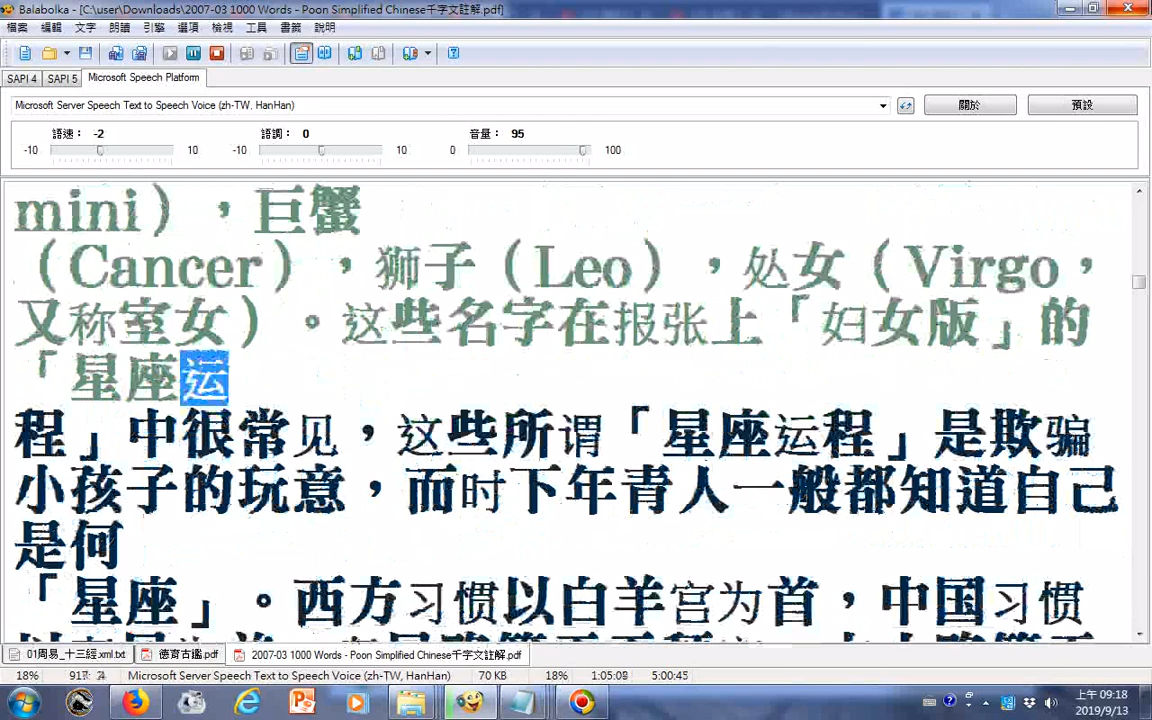 Balabolka - [C:\user\Downloads\2007-03 1000 Words - Poon Simplified Chinese千字文註解.pdf]
檔案 編輯 文字 朗讀 引擎 選項 檢視 工具 書籤 說明
SAPI 4 SAPI 5 Microsoft Speech Platform
Microsoft Server Speech Text to Speech Voice (zh-TW, HanHan) 關於 預設
語速： -2 語調： 0 音量： 95
-10 10 -10 10 0 100
mini），巨蟹
（Cancer），狮子（Leo），处女（Virgo，
又称室女）。这些名字在报张上「妇女版」的
「星座运
程」中很常见，这些所谓「星座运程」是欺骗
小孩子的玩意，而时下年青人一般都知道自己
是何
「星座」。西方习惯以白羊宫为首，中国习惯
01周易_十三經.xml.txt 德育古鑑.pdf 2007-03 1000 Words - Poon Simplified Chinese千字文註解.pdf
18% Microsoft Server Speech Text to Speech Voice (zh-TW, HanHan) 70 KB 18% 1:05:08 5:00:45
上午 09:18
2019/9/13